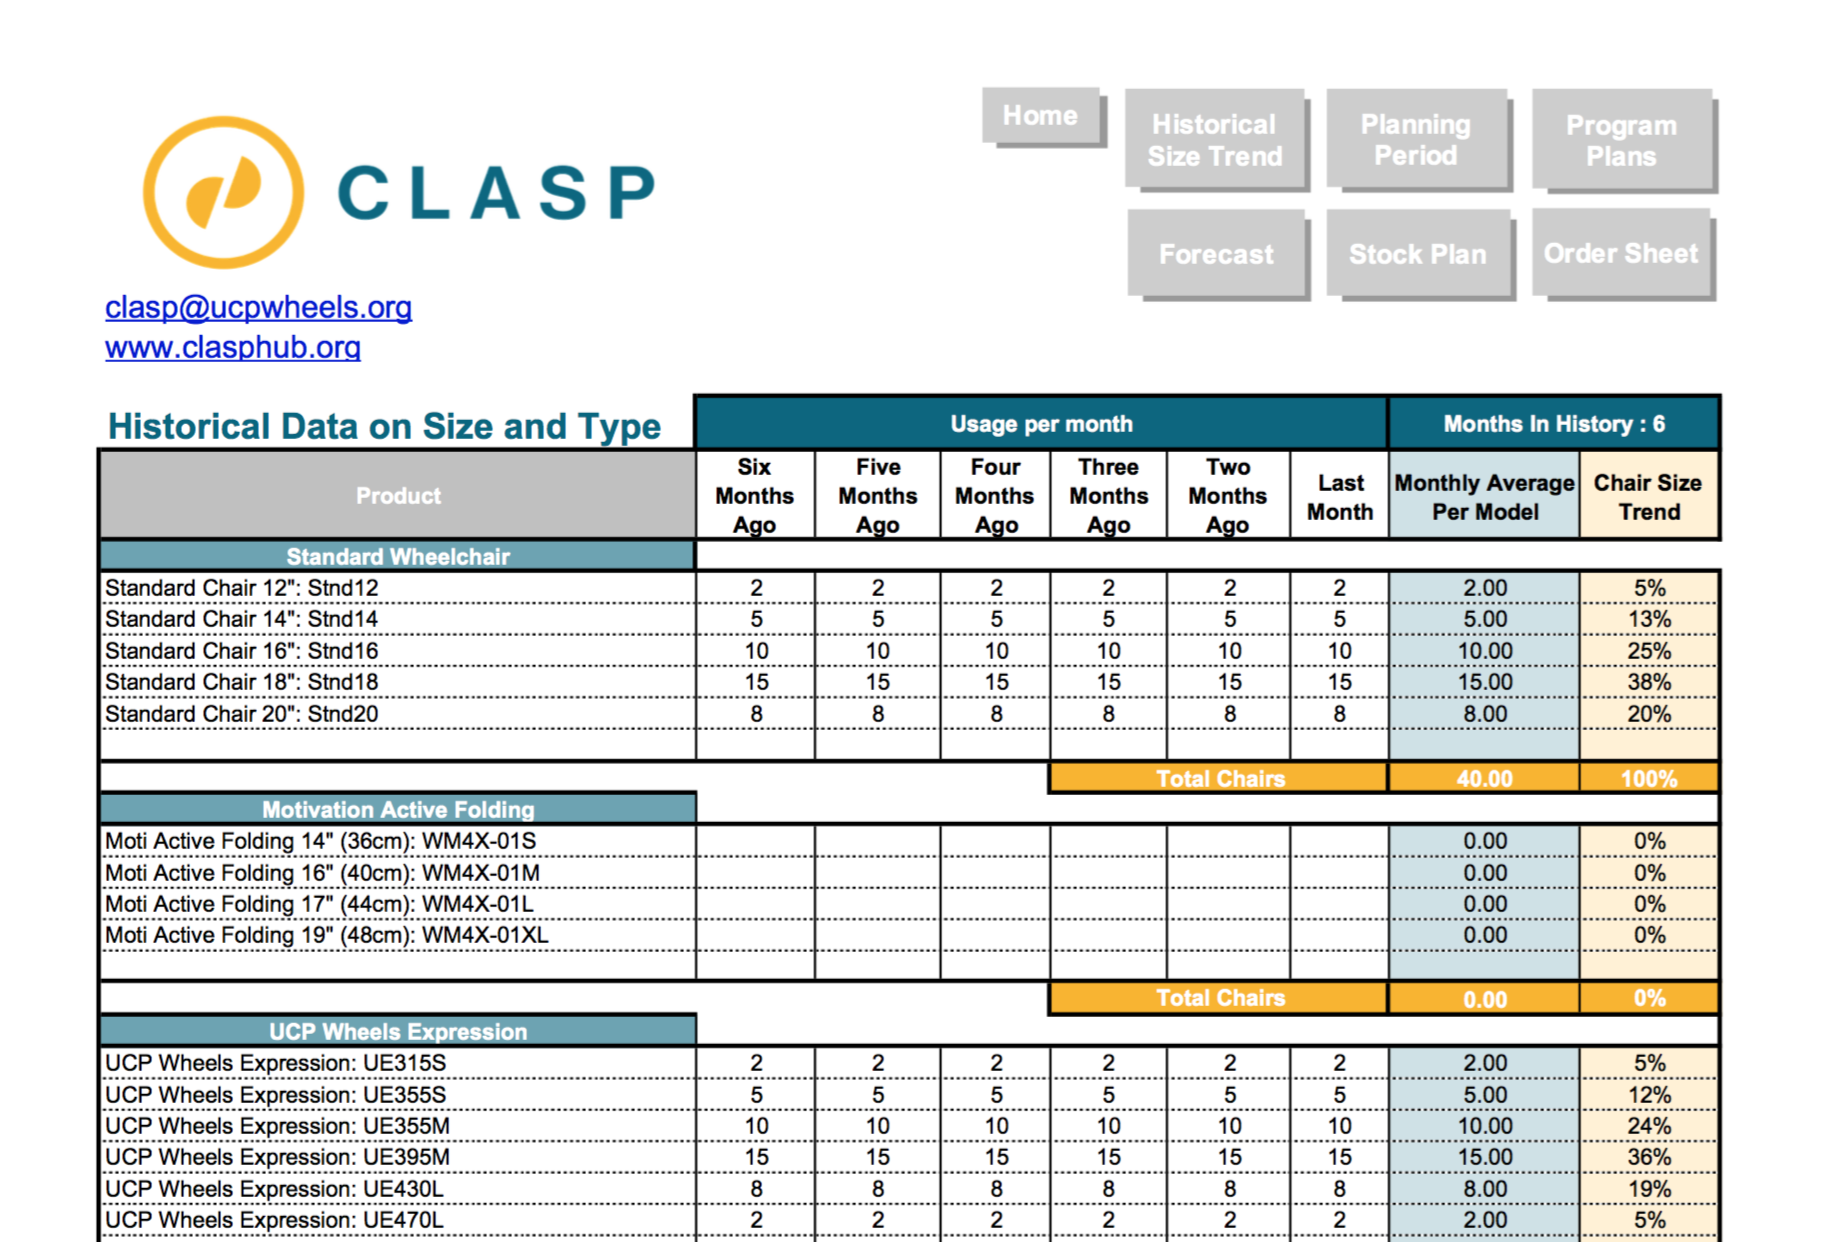 CLASP
Home
Historical Size Trend
Planning Period
Program Plans
Forecast
Stock Plan
Order Sheet
clasp@ucpwheels.org
www.clasphub.org
Historical Data on Size and Type
Usage per month
Months In History : 6
Product
Six Months Ago
Five Months Ago
Four Months Ago
Three Months Ago
Two Months Ago
Last Month
Monthly Average Per Model
Chair Size Trend
Standard Wheelchair
Standard Chair 12": Stnd12 2 2 2 2 2 2 2.00 5%
Standard Chair 14": Stnd14 5 5 5 5 5 5 5.00 13%
Standard Chair 16": Stnd16 10 10 10 10 10 10 10.00 25%
Standard Chair 18": Stnd18 15 15 15 15 15 15 15.00 38%
Standard Chair 20": Stnd20 8 8 8 8 8 8 8.00 20%
Total Chairs 40.00 100%
Motivation Active Folding
Moti Active Folding 14" (36cm): WM4X-01S 0.00 0%
Moti Active Folding 16" (40cm): WM4X-01M 0.00 0%
Moti Active Folding 17" (44cm): WM4X-01L 0.00 0%
Moti Active Folding 19" (48cm): WM4X-01XL 0.00 0%
Total Chairs 0.00 0%
UCP Wheels Expression
UCP Wheels Expression: UE315S 2 2 2 2 2 2 2.00 5%
UCP Wheels Expression: UE355S 5 5 5 5 5 5 5.00 12%
UCP Wheels Expression: UE355M 10 10 10 10 10 10 10.00 24%
UCP Wheels Expression: UE395M 15 15 15 15 15 15 15.00 36%
UCP Wheels Expression: UE430L 8 8 8 8 8 8 8.00 19%
UCP Wheels Expression: UE470L 2 2 2 2 2 2 2.00 5%